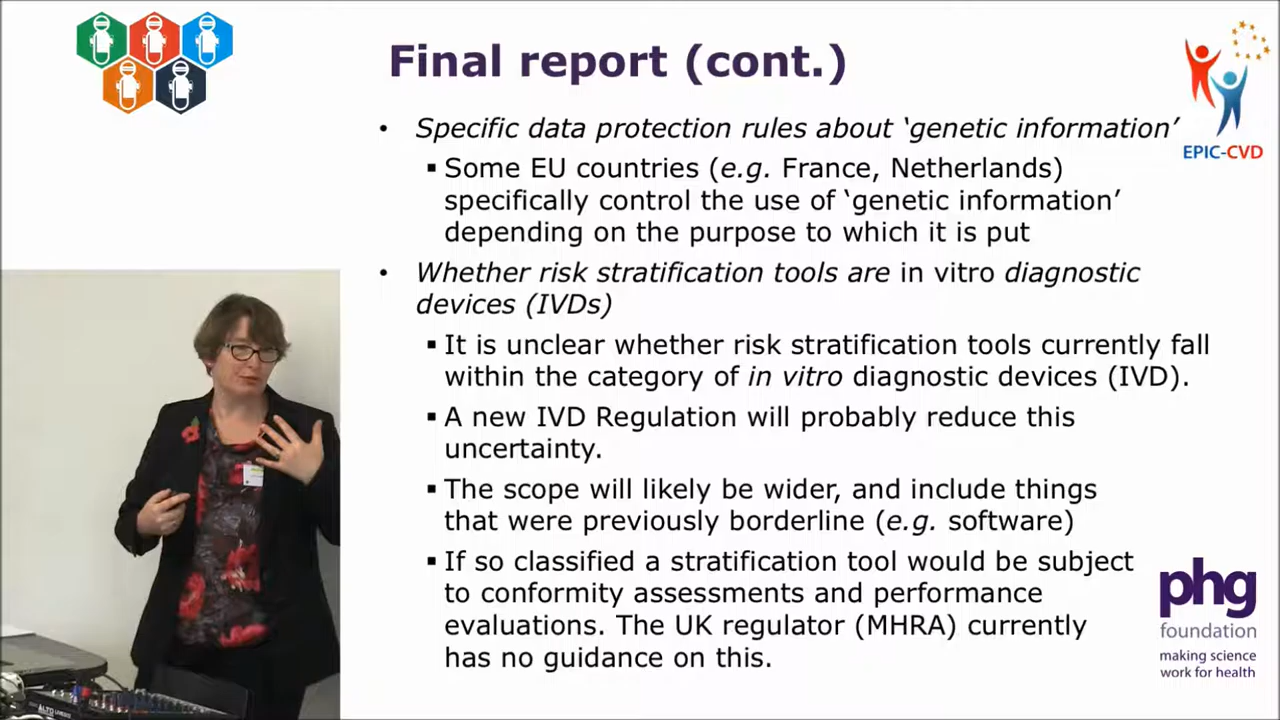 Final report (cont.)
• Specific data protection rules about ‘genetic information’
▪ Some EU countries (e.g. France, Netherlands)
specifically control the use of ‘genetic information’
depending on the purpose to which it is put
• Whether risk stratification tools are in vitro diagnostic
devices (IVDs)
▪ It is unclear whether risk stratification tools currently fall
within the category of in vitro diagnostic devices (IVD).
▪ A new IVD Regulation will probably reduce this
uncertainty.
▪ The scope will likely be wider, and include things
that were previously borderline (e.g. software)
▪ If so classified a stratification tool would be subject
to conformity assessments and performance
evaluations. The UK regulator (MHRA) currently
has no guidance on this.
EPIC-CVD
phg
foundation
making science
work for health